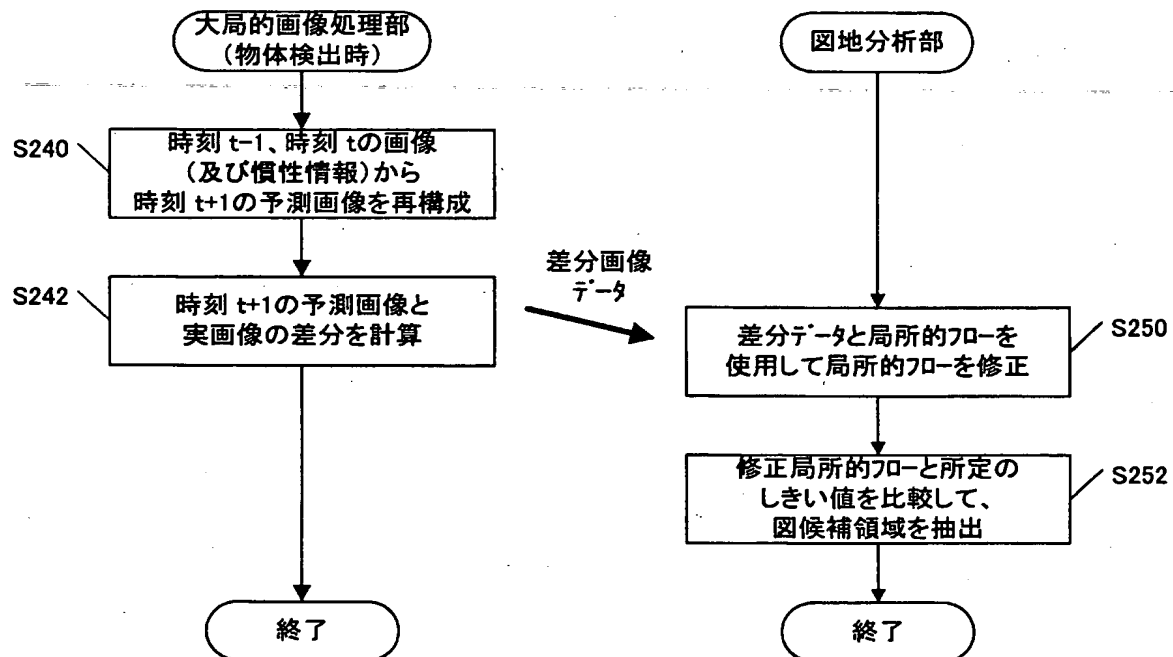 大局的画像処理部
(物体検出時)
S240
時刻 t-1、時刻 tの画像
(及び慣性情報)から
時刻 t+1の予測画像を再構成
S242
時刻 t+1の予測画像と
実画像の差分を計算
終了
差分画像
データ
図地分析部
差分データと局所的フローを
使用して局所的フローを修正
S250
修正局所的フローと所定の
しきい値を比較して、
図候補領域を抽出
S252
終了